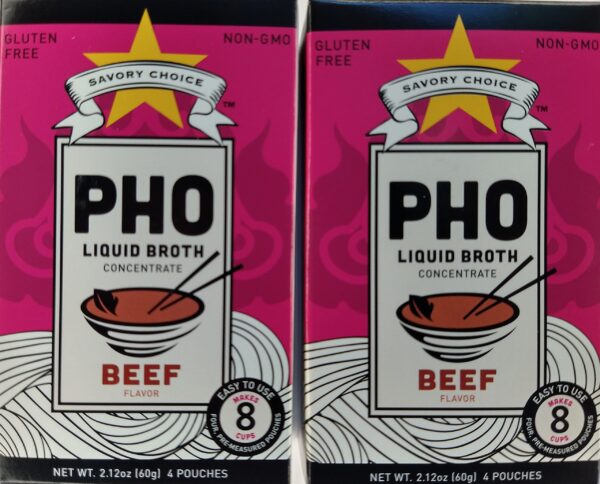 GLUTEN
FREE
NON-GMO
SAVORY CHOICE
TM
PHO
LIQUID BROTH
CONCENTRATE
BEEF
FLAVOR
EASY TO USE
MAKES
8
CUPS
FOUR, PRE-MEASURED POUCHES
NET WT. 2.12oz (60g) 4 POUCHES
GLUTEN
FREE
NON-GMO
SAVORY CHOICE
TM
PHO
LIQUID BROTH
CONCENTRATE
BEEF
FLAVOR
EASY TO USE
MAKES
8
CUPS
FOUR, PRE-MEASURED POUCHES
NET WT. 2.12oz (60g) 4 POUCHES